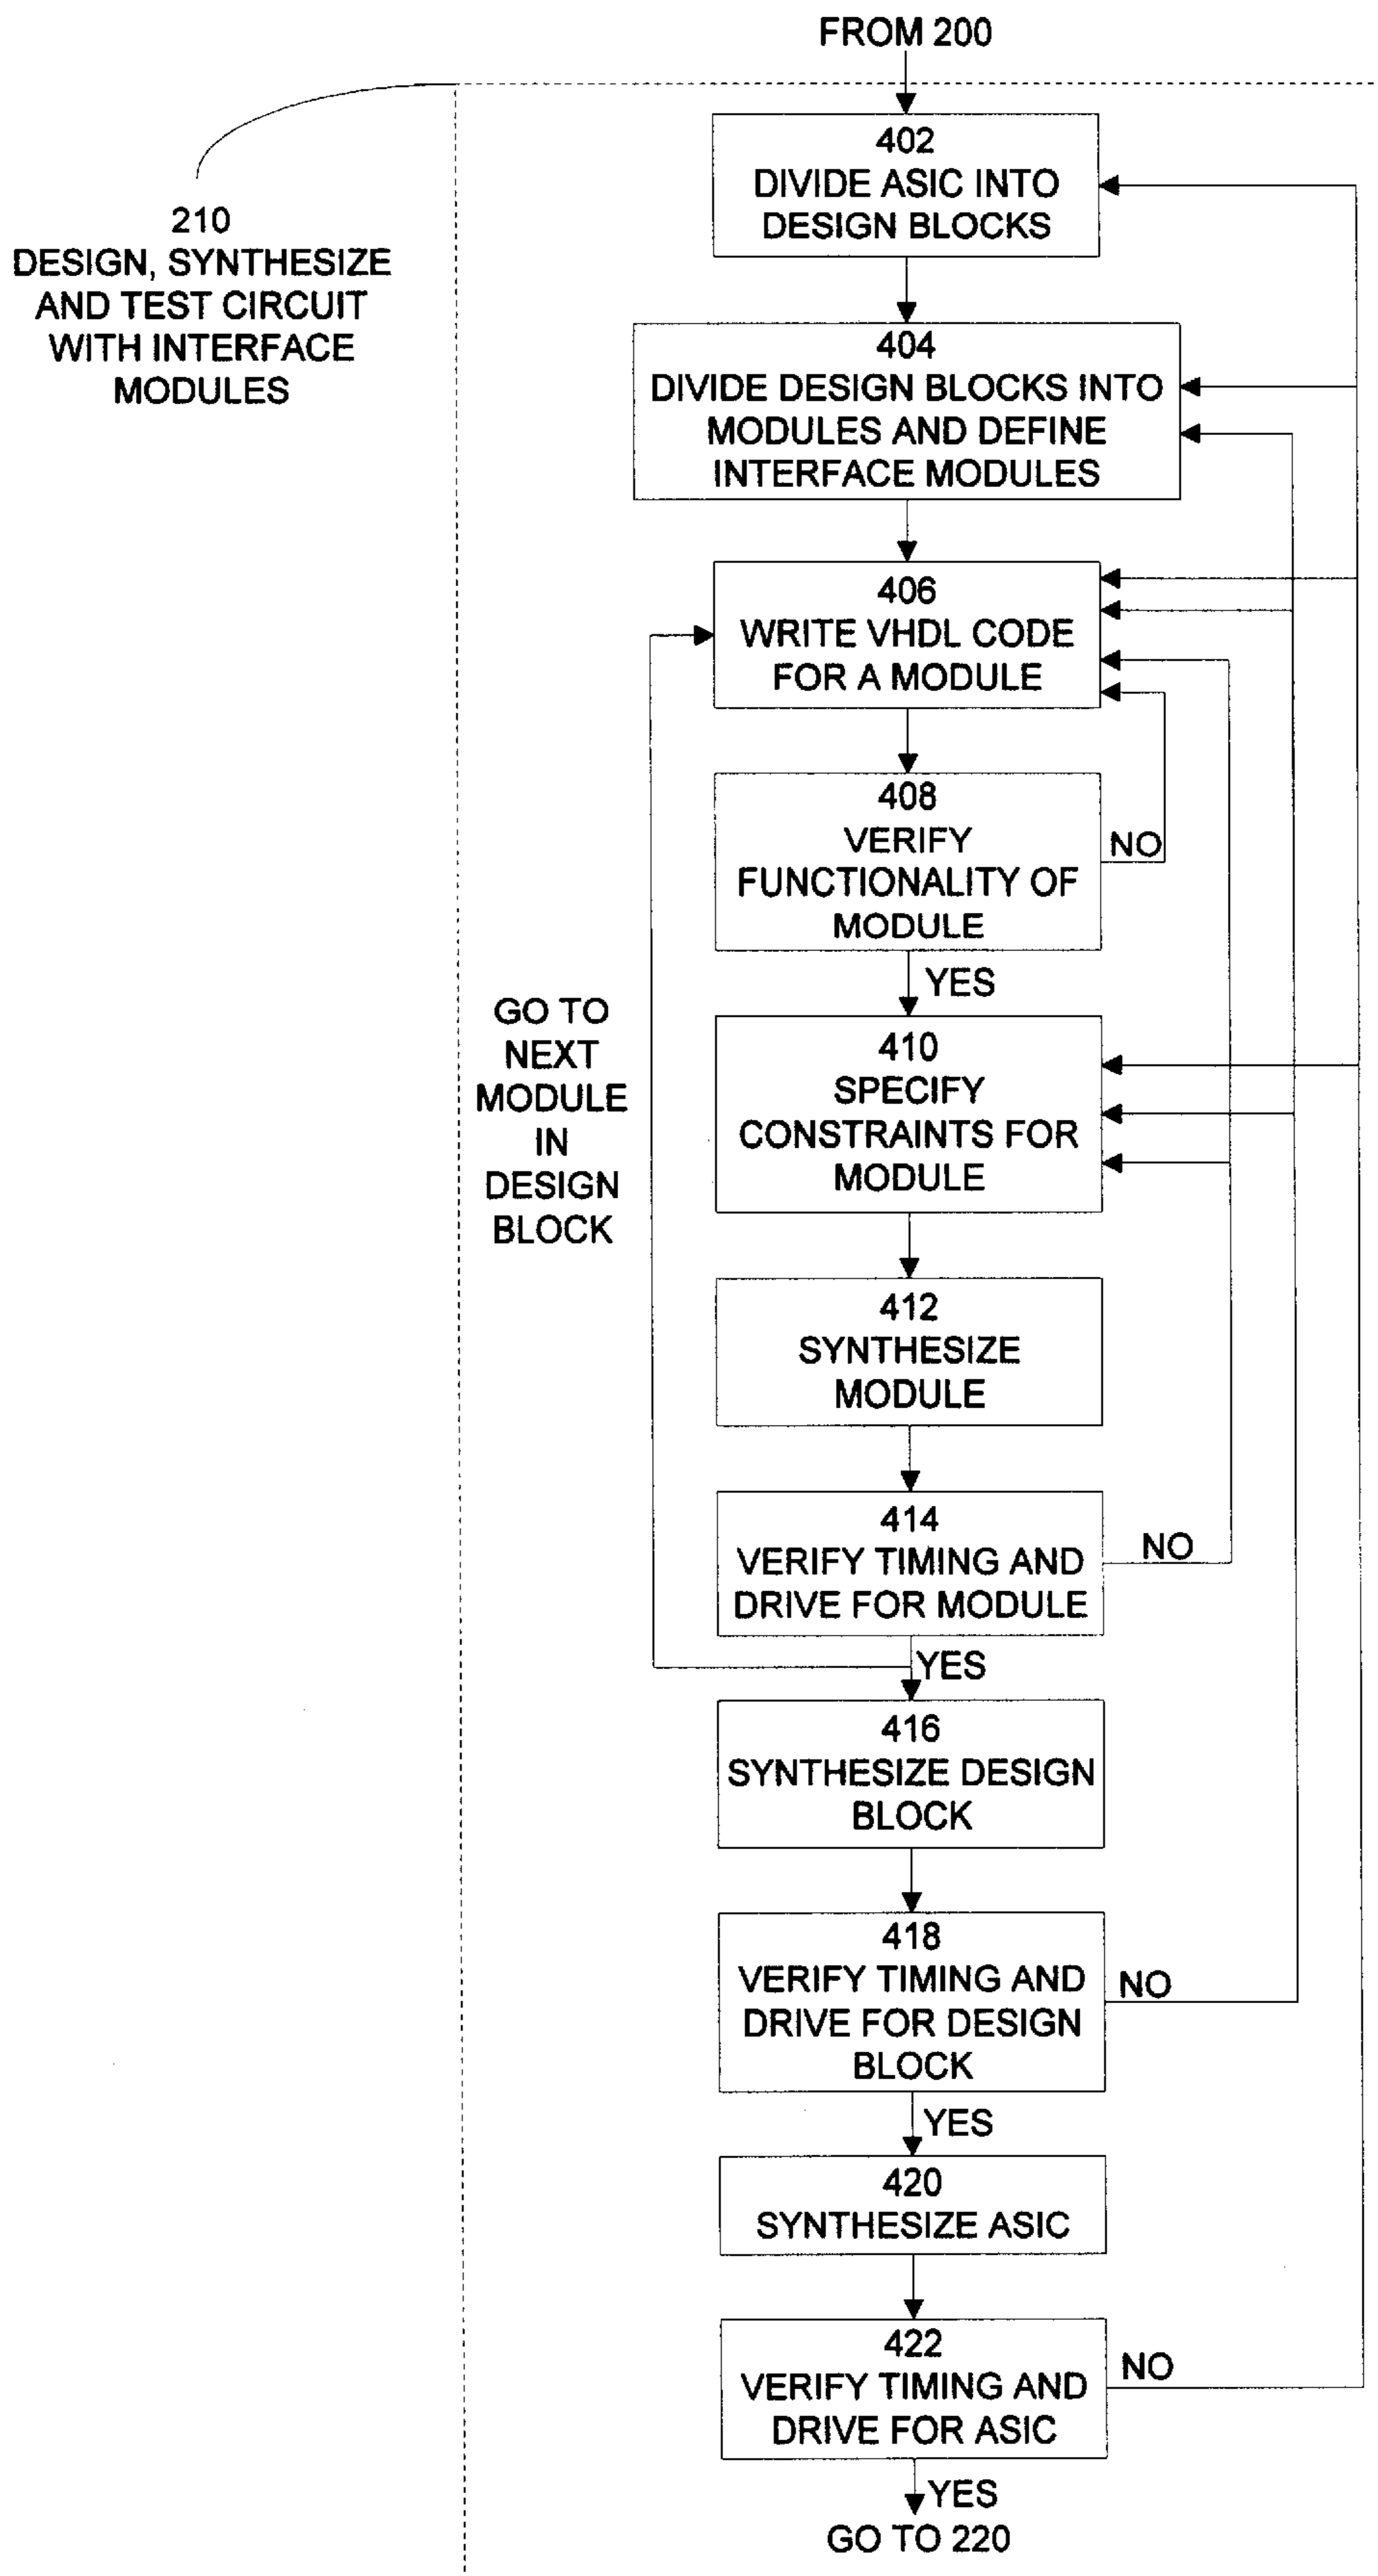 FROM 200
210
DESIGN, SYNTHESIZE
AND TEST CIRCUIT
WITH INTERFACE
MODULES
402
DIVIDE ASIC INTO
DESIGN BLOCKS
404
DIVIDE DESIGN BLOCKS INTO
MODULES AND DEFINE
INTERFACE MODULES
406
WRITE VHDL CODE
FOR A MODULE
408
VERIFY
FUNCTIONALITY OF
MODULE
NO
YES
GO TO
NEXT
MODULE
IN
DESIGN
BLOCK
410
SPECIFY
CONSTRAINTS FOR
MODULE
412
SYNTHESIZE
MODULE
414
VERIFY TIMING AND
DRIVE FOR MODULE
NO
YES
416
SYNTHESIZE DESIGN
BLOCK
418
VERIFY TIMING AND
DRIVE FOR DESIGN
BLOCK
NO
YES
420
SYNTHESIZE ASIC
422
VERIFY TIMING AND
DRIVE FOR ASIC
NO
YES
GO TO 220